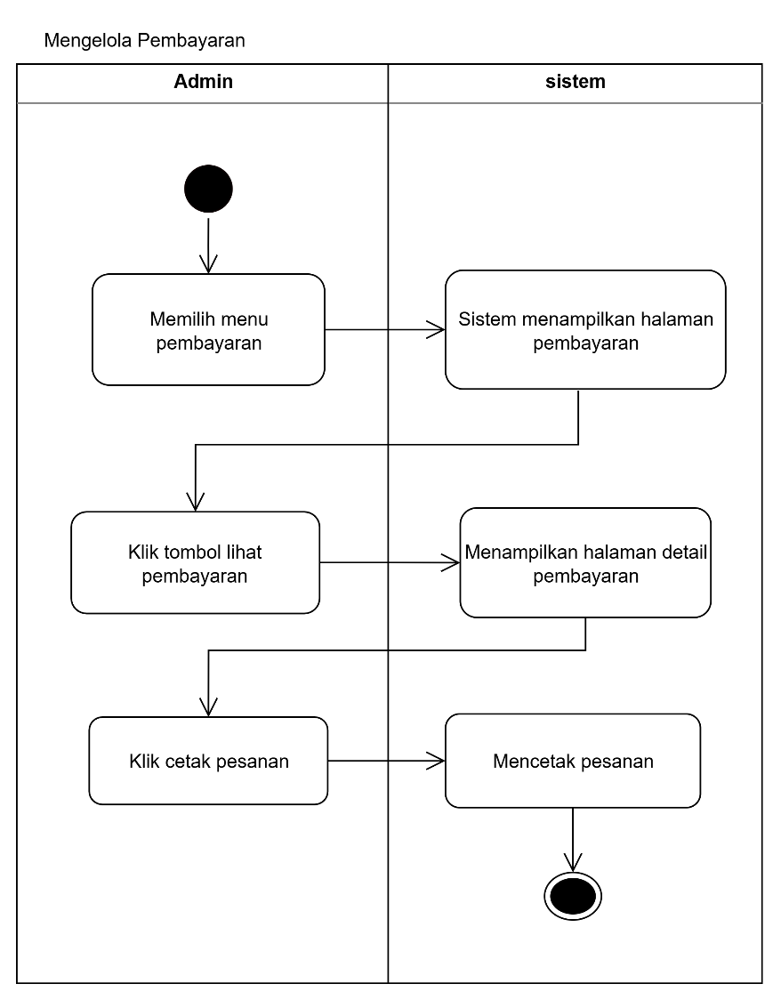 Mengelola Pembayaran
Admin
sistem
Memilih menu
pembayaran
Sistem menampilkan halaman
pembayaran
Klik tombol lihat
pembayaran
Menampilkan halaman detail
pembayaran
Klik cetak pesanan
Mencetak pesanan